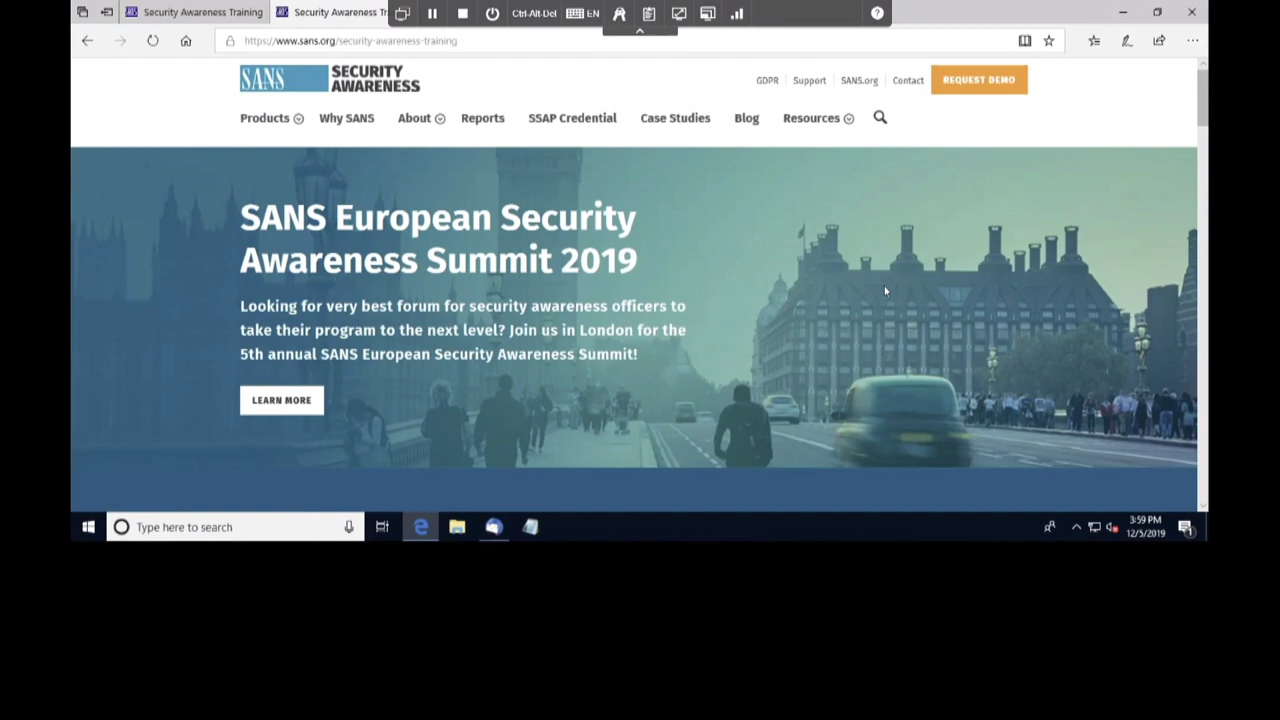 Security Awareness Training
Security Awareness Tr
Ctrl-Alt-Del
EN
https://www.sans.org/security-awareness-training
SANS
SECURITY
AWARENESS
GDPR
Support
SANS.org
Contact
REQUEST DEMO
Products
Why SANS
About
Reports
SSAP Credential
Case Studies
Blog
Resources
SANS European Security
Awareness Summit 2019
Looking for very best forum for security awareness officers to
take their program to the next level? Join us in London for the
5th annual SANS European Security Awareness Summit!
LEARN MORE
Type here to search
3:59 PM
12/5/2019
1